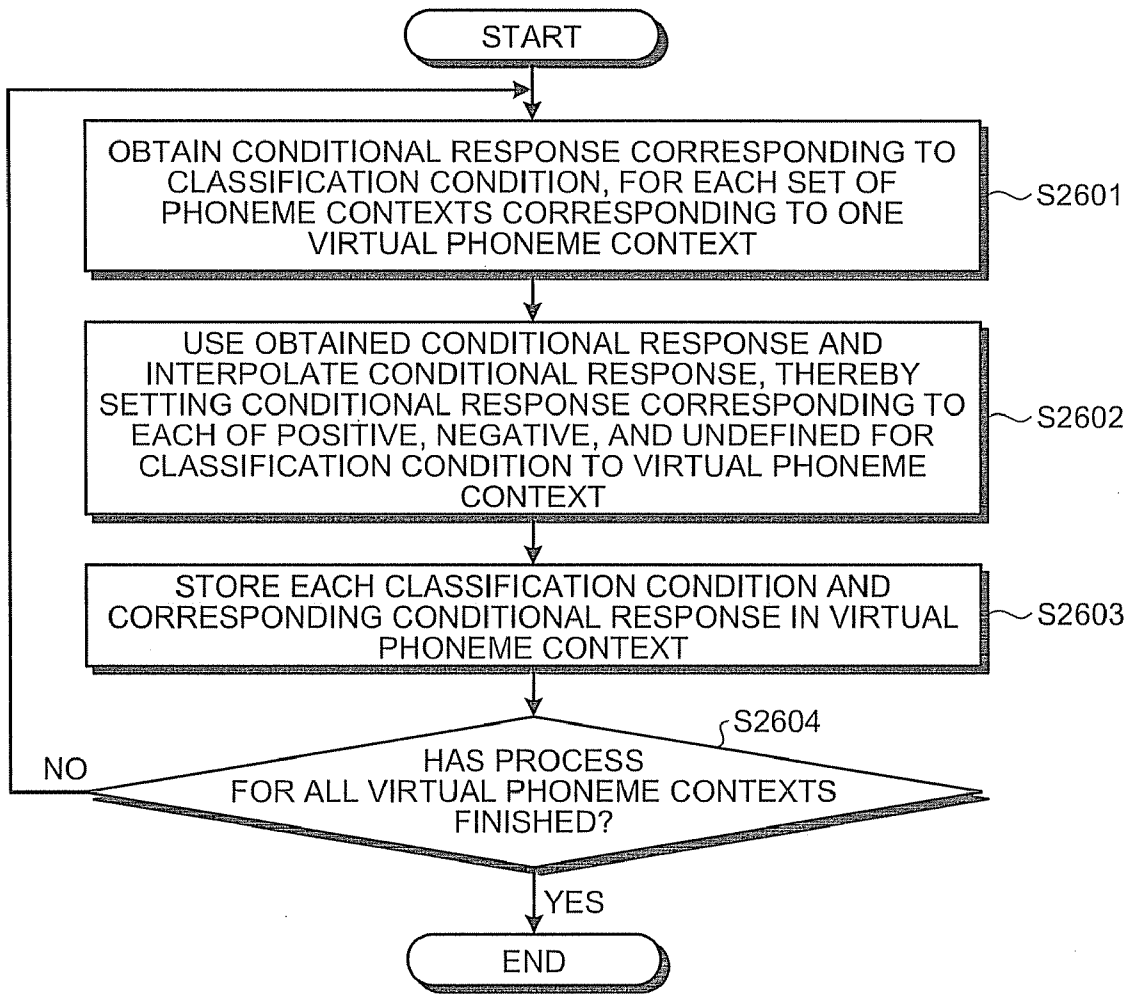 START
OBTAIN CONDITIONAL RESPONSE CORRESPONDING TO
CLASSIFICATION CONDITION, FOR EACH SET OF
PHONEME CONTEXTS CORRESPONDING TO ONE
VIRTUAL PHONEME CONTEXT
S2601
USE OBTAINED CONDITIONAL RESPONSE AND
INTERPOLATE CONDITIONAL RESPONSE, THEREBY
SETTING CONDITIONAL RESPONSE CORRESPONDING TO
EACH OF POSITIVE, NEGATIVE, AND UNDEFINED FOR
CLASSIFICATION CONDITION TO VIRTUAL PHONEME
CONTEXT
S2602
STORE EACH CLASSIFICATION CONDITION AND
CORRESPONDING CONDITIONAL RESPONSE IN VIRTUAL
PHONEME CONTEXT
S2603
S2604
HAS PROCESS
FOR ALL VIRTUAL PHONEME CONTEXTS
FINISHED?
NO
YES
END